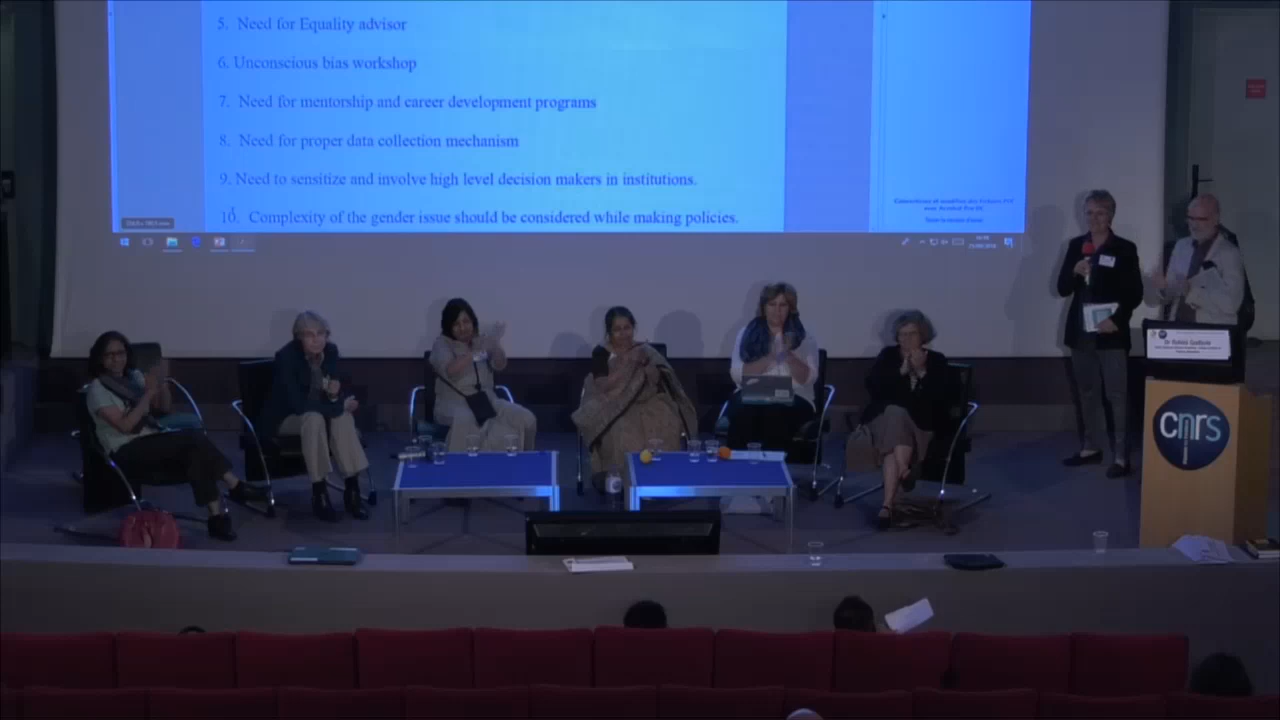 5. Need for Equality advisor
6. Unconscious bias workshop
7. Need for mentorship and career development programs
8. Need for proper data collection mechanism
9. Need to sensitize and involve high level decision makers in institutions.
10. Complexity of the gender issue should be considered while making policies.
cnrs